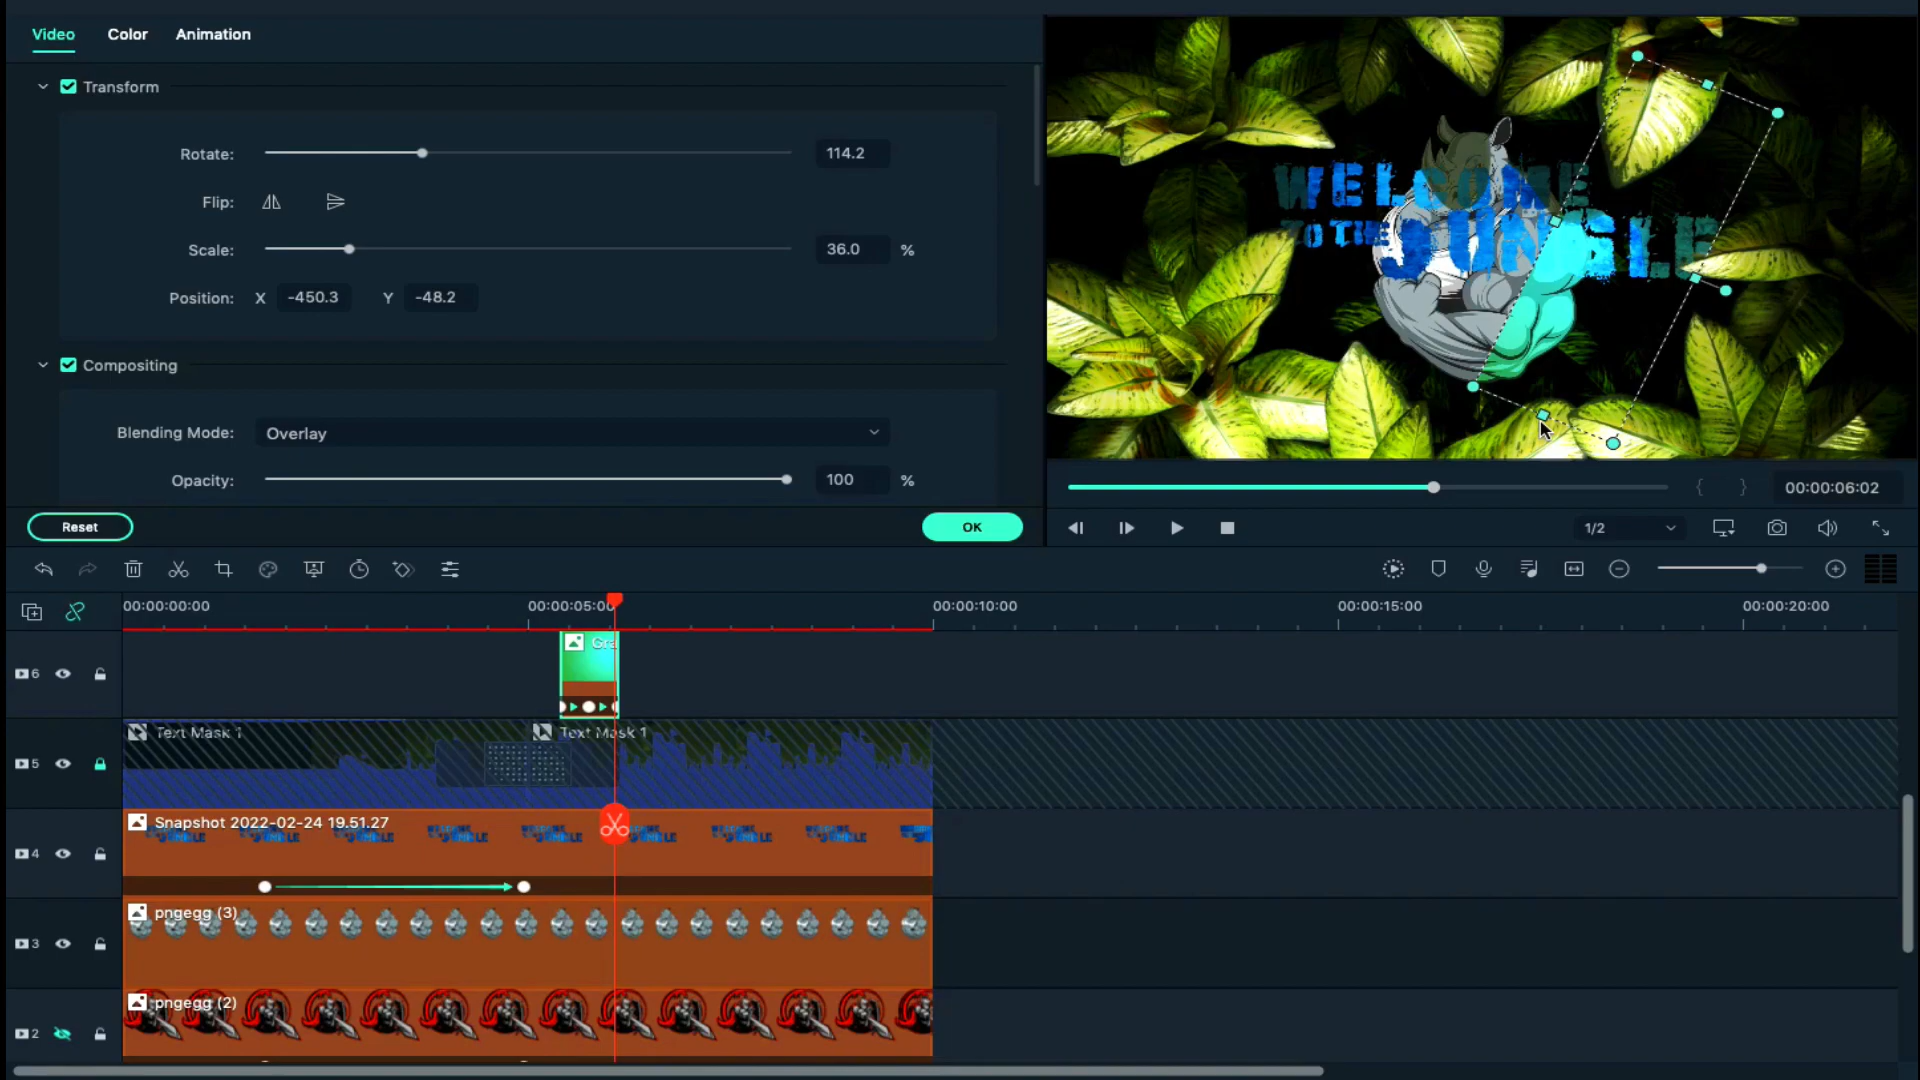 Video Color Animation
Transform
Rotate: 114.2
Flip:
Scale: 36.0 %
Position: X -450.3 Y -48.2
Compositing
Blending Mode: Overlay
Opacity: 100 %
Reset OK
WELCOME
TO THE JUNGLE
{ } 00:00:06:02
1/2
00:00:00:00 00:00:05:00 00:00:10:00 00:00:15:00 00:00:20:00
6 Gra
5 Text Mask 1 Text Mask 1
4 Snapshot 2022-02-24 19.51.27
3 pngegg (3)
2 pngegg (2)